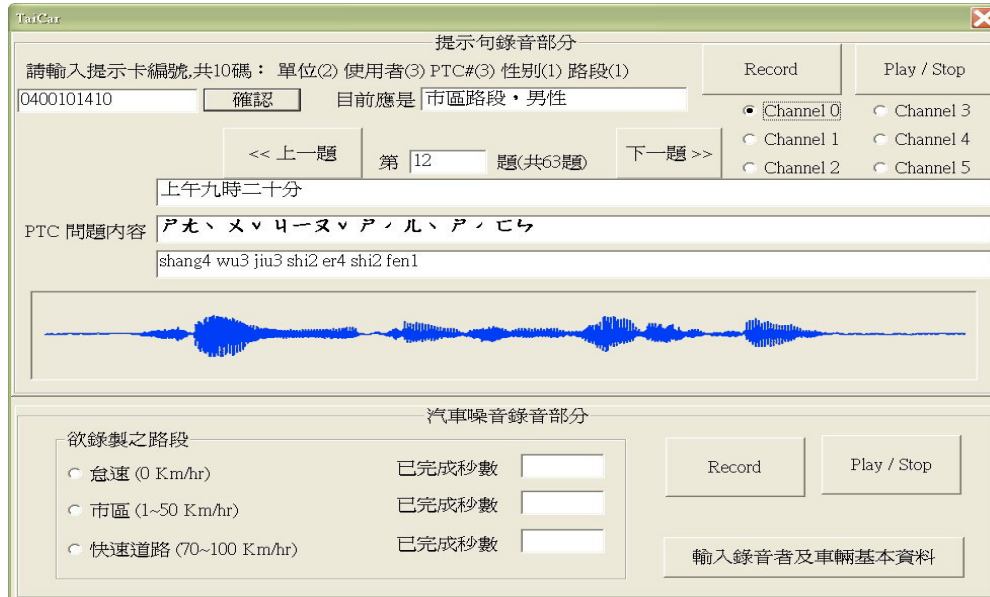 TaiCar
提示句錄音部分
請輸入提示卡編號,共10碼： 單位(2) 使用者(3) PTC#(3) 性別(1) 路段(1)
Record
Play / Stop
0400101410
確認
目前應是
市區路段，男性
Channel 0
Channel 3
Channel 1
Channel 4
Channel 2
Channel 5
<< 上一題
第 12 題(共63題)
下一題 >>
PTC 問題內容
上午九時二十分
ㄕㄤˋ ㄨˇ ㄐㄧㄡˇ ㄕˊ ㄦˋ ㄕˊ ㄈㄣ
shang4 wu3 jiu3 shi2 er4 shi2 fen1
汽車噪音錄音部分
欲錄製之路段
怠速 (0 Km/hr)
已完成秒數
市區 (1~50 Km/hr)
已完成秒數
快速道路 (70~100 Km/hr)
已完成秒數
Record
Play / Stop
輸入錄音者及車輛基本資料